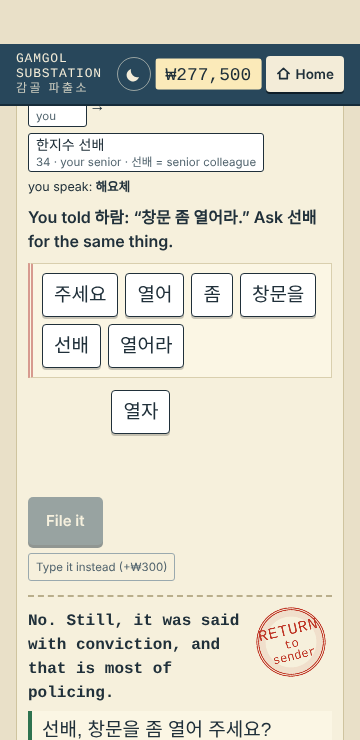 GAMGOL
SUBSTATION
감골 파출소
₩277,500
Home
you
→
한지수 선배
34 · your senior · 선배 = senior colleague
you speak: 해요체
You told 하람: “창문 좀 열어라.” Ask 선배
for the same thing.
주세요 열어 좀 창문을
선배 열어라
열자
File it
Type it instead (+₩300)
No. Still, it was said
with conviction, and
that is most of
policing.
RETURN
to
sender
선배, 창문을 좀 열어 주세요?